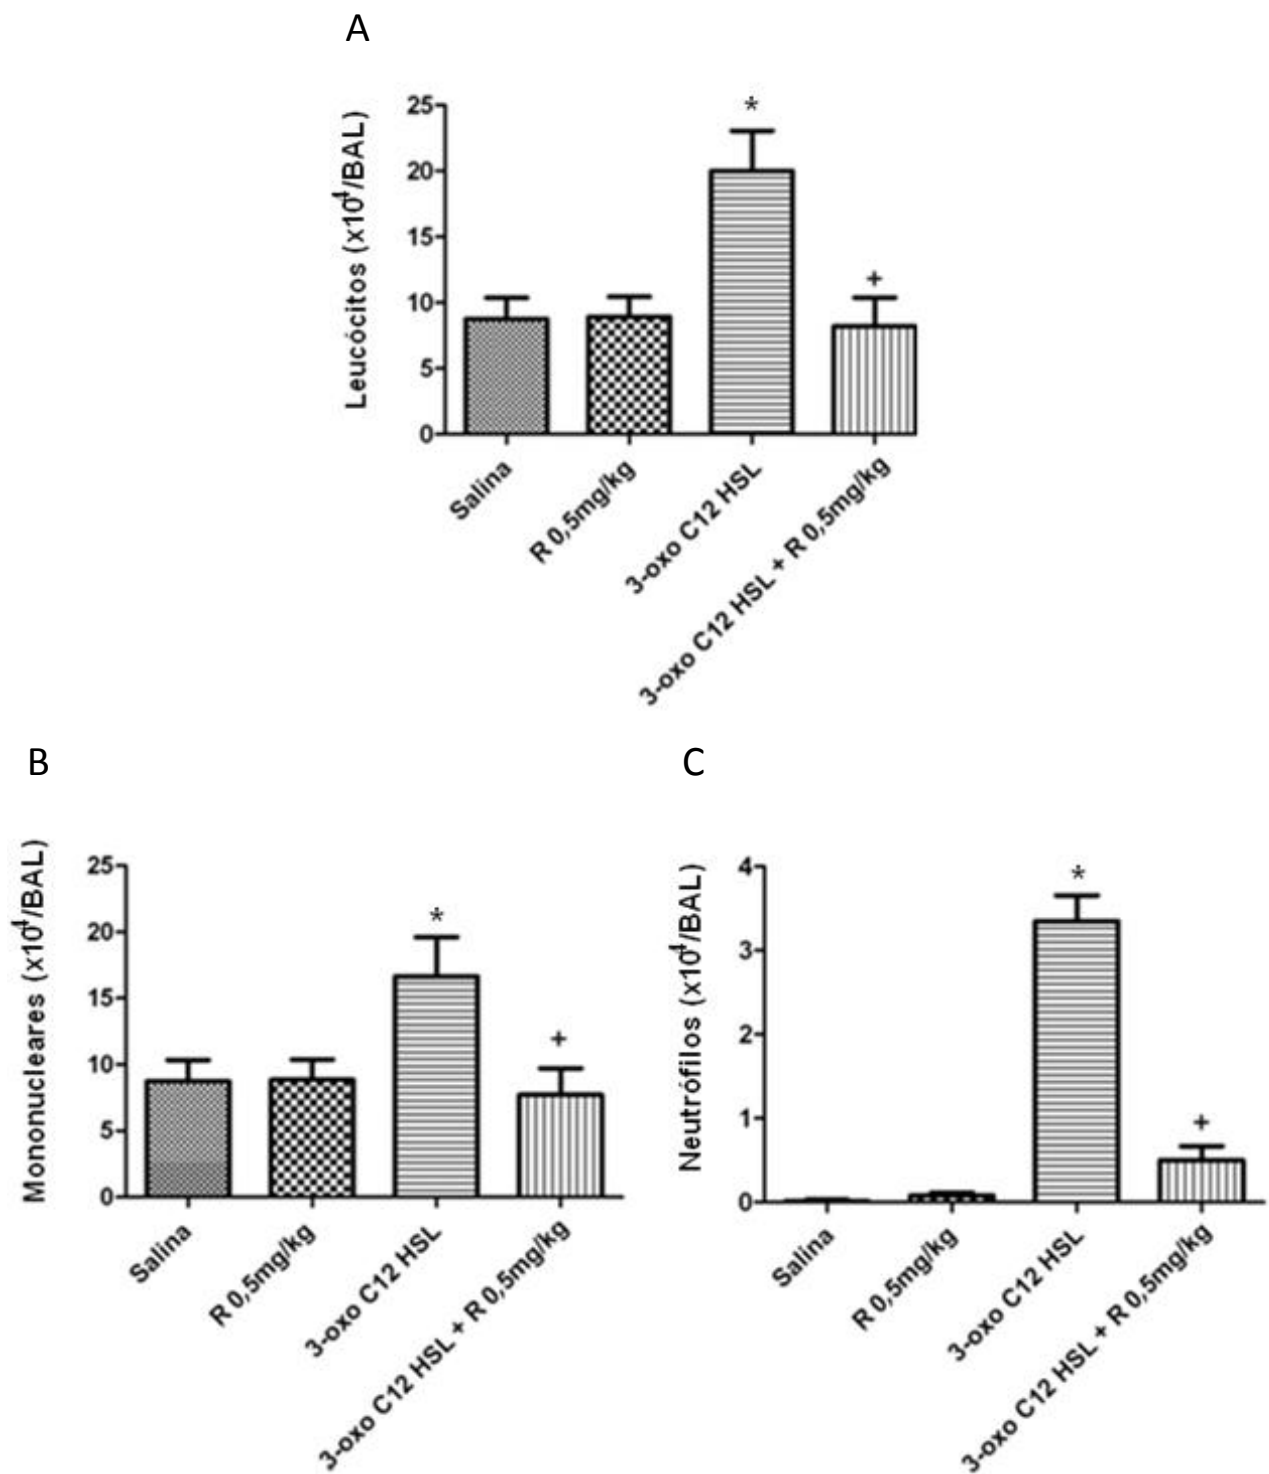 A
Leucócitos (x10⁴/BAL)
25
20
15
10
5
0
*
+
Salina
R 0,5mg/kg
3-oxo C12 HSL
3-oxo C12 HSL + R 0,5mg/kg
B
Mononucleares (x10⁴/BAL)
25
20
15
10
5
0
*
+
Salina
R 0,5mg/kg
3-oxo C12 HSL
3-oxo C12 HSL + R 0,5mg/kg
C
Neutrófilos (x10⁴/BAL)
4
3
2
1
0
*
+
Salina
R 0,5mg/kg
3-oxo C12 HSL
3-oxo C12 HSL + R 0,5mg/kg